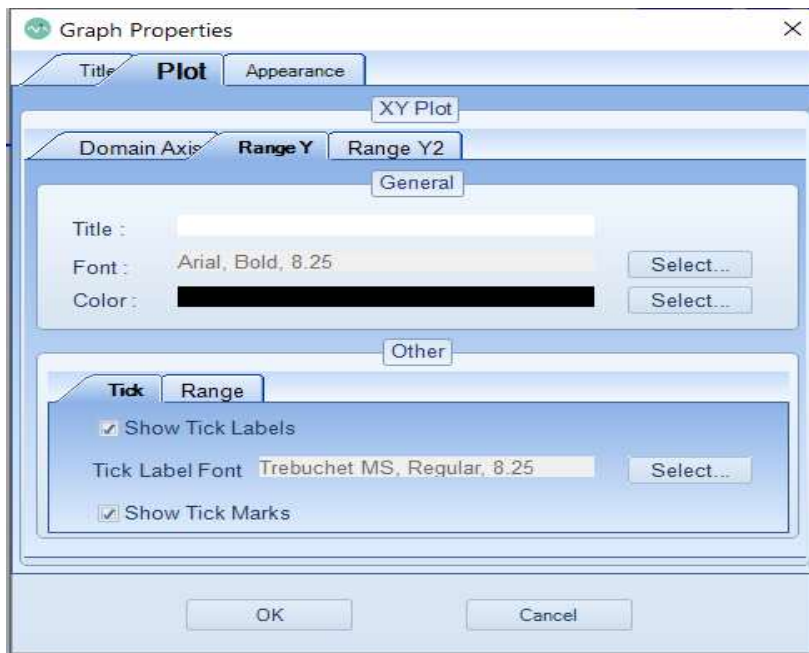 Graph Properties
Title Plot Appearance
XY Plot
Domain Axis Range Y Range Y2
General
Title :
Font : Arial, Bold, 8.25 Select...
Color : Select...
Other
Tick Range
Show Tick Labels
Tick Label Font Trebuchet MS, Regular, 8.25 Select...
Show Tick Marks
OK Cancel